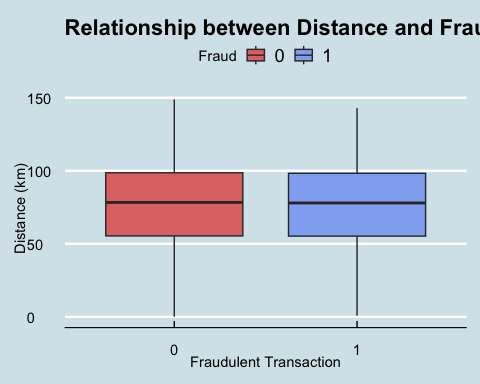 Relationship between Distance and Frau
Fraud 0 1
Distance (km)
150
100
50
0
0 1
Fraudulent Transaction